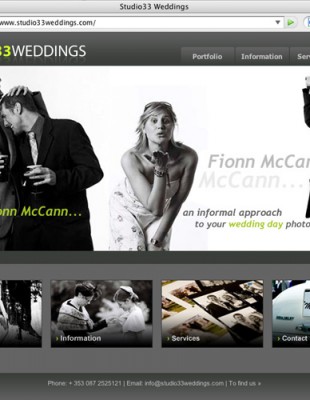 Studio33 Weddings
www.studio33weddings.com/
33WEDDINGS
Portfolio Information Ser
Fionn McCan
McCann...
onn McCann...
an informal approach
to your wedding day photo
› Information
› Services
› Contact
Phone: + 353 087 2525121 | Email: info@studio33weddings.com | To find us »